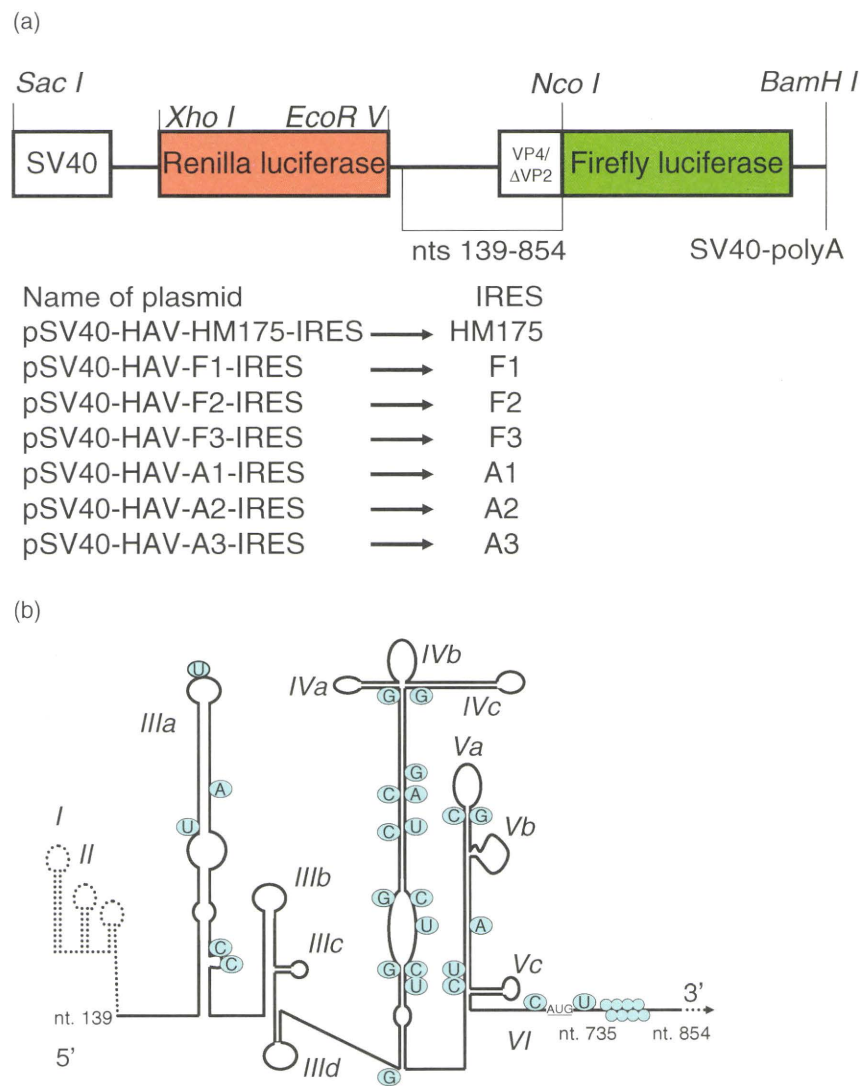 (a)
Sac I
Nco I
BamH I
Xho I
EcoR V
SV40
Renilla luciferase
VP4/
ΔVP2
Firefly luciferase
nts 139-854
SV40-polyA
Name of plasmid IRES
pSV40-HAV-HM175-IRES HM175
pSV40-HAV-F1-IRES F1
pSV40-HAV-F2-IRES F2
pSV40-HAV-F3-IRES F3
pSV40-HAV-A1-IRES A1
pSV40-HAV-A2-IRES A2
pSV40-HAV-A3-IRES A3
(b)
I
II
nt. 139
5’
IIIa
U
A
U
C
C
IIIb
IIIc
IIId
IVa
IVb
IVc
G G
G
C A
C U
G C
U
G C
U
G
Va
C G
Vb
A
U
C
Vc
VI
C
AUG
U
nt. 735
nt. 854
3’